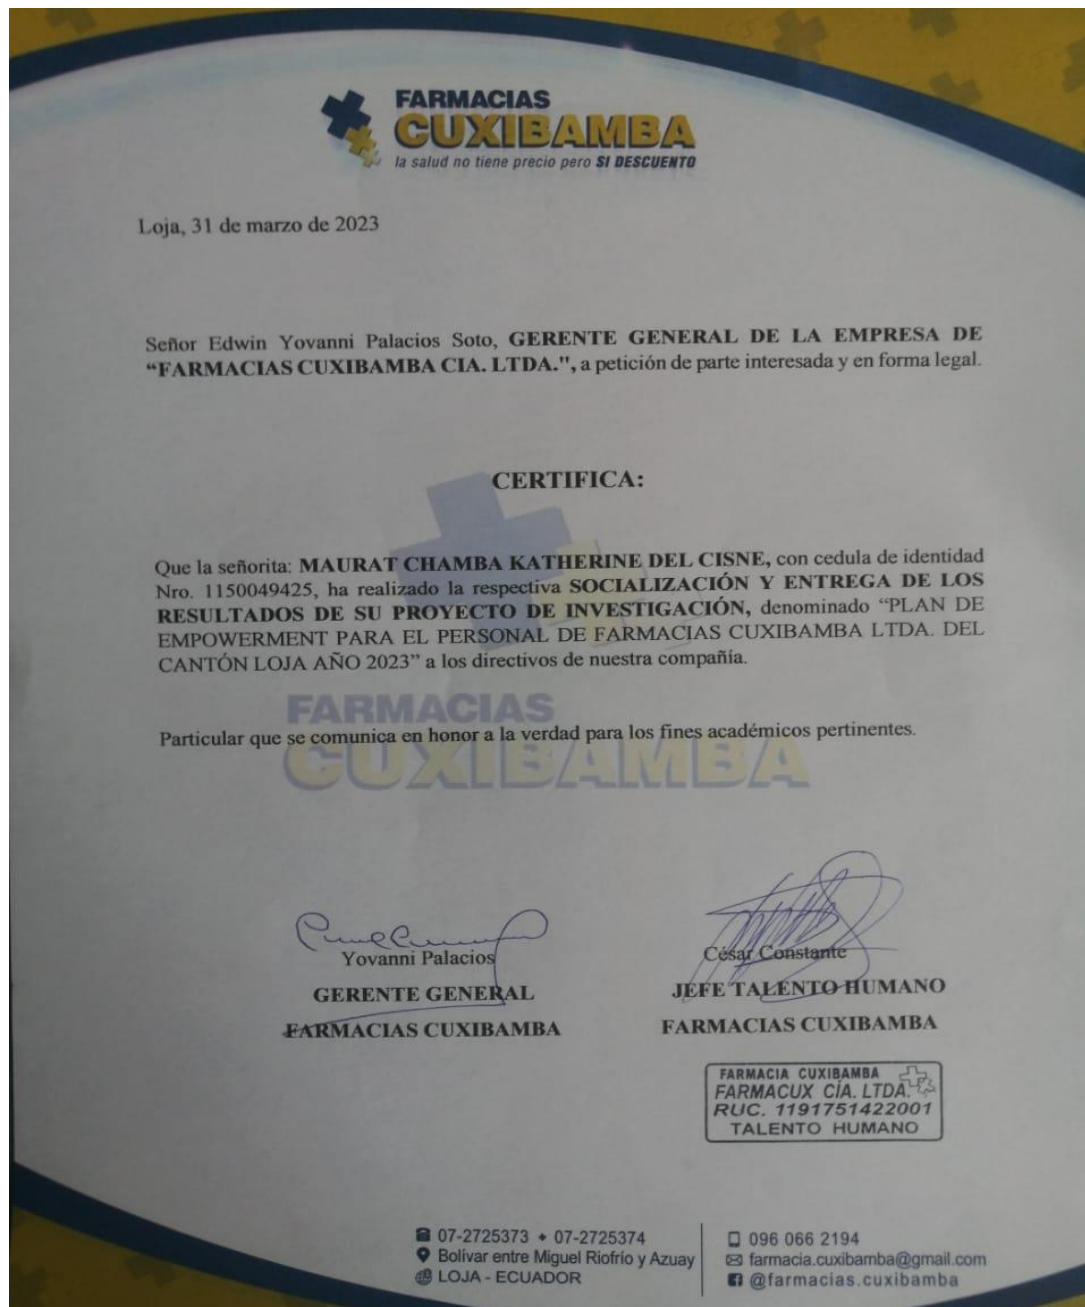 FARMACIAS
CUXIBAMBA
la salud no tiene precio pero SI DESCUENTO
Loja, 31 de marzo de 2023
Señor Edwin Yovanni Palacios Soto, GERENTE GENERAL DE LA EMPRESA DE
“FARMACIAS CUXIBAMBA CIA. LTDA.", a petición de parte interesada y en forma legal.
CERTIFICA:
Que la señorita: MAURAT CHAMBA KATHERINE DEL CISNE, con cedula de identidad
Nro. 1150049425, ha realizado la respectiva SOCIALIZACIÓN Y ENTREGA DE LOS
RESULTADOS DE SU PROYECTO DE INVESTIGACIÓN, denominado “PLAN DE
EMPOWERMENT PARA EL PERSONAL DE FARMACIAS CUXIBAMBA LTDA. DEL
CANTÓN LOJA AÑO 2023” a los directivos de nuestra compañía.
FARMACIAS
Particular que se comunica en honor a la verdad para los fines académicos pertinentes.
CUXIBAMBA
Yovanni Palacios
GERENTE GENERAL
FARMACIAS CUXIBAMBA
César Constante
JEFE TALENTO HUMANO
FARMACIAS CUXIBAMBA
FARMACIA CUXIBAMBA
FARMACUX CÍA. LTDA.
RUC. 1191751422001
TALENTO HUMANO
07-2725373 + 07-2725374
Bolívar entre Miguel Riofrío y Azuay
LOJA - ECUADOR
096 066 2194
farmacia.cuxibamba@gmail.com
@farmacias.cuxibamba